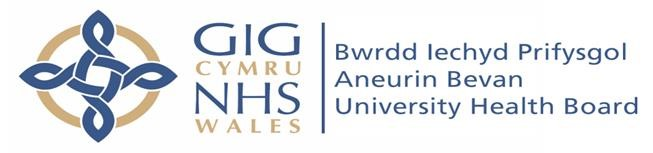 GIG
CYMRU
NHS
WALES
Bwrdd Iechyd Prifysgol
Aneurin Bevan
University Health Board